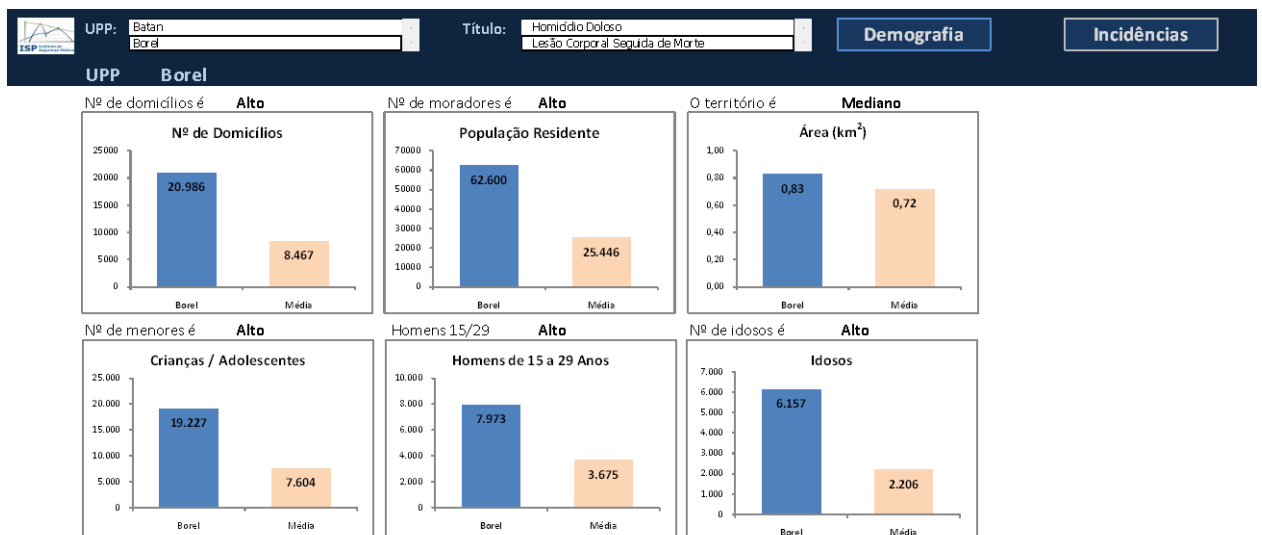 ISP Instituto de Segurança Pública
UPP: Batan
Borel
Título: Homicídio Doloso
Lesão Corporal Seguida de Morte
Demografia
Incidências
UPP Borel
Nº de domicílios é Alto
Nº de Domicílios
25000
20000
15000
10000
5000
0
20.986
8.467
Borel Média
Nº de moradores é Alto
População Residente
70000
60000
50000
40000
30000
20000
10000
0
62.600
25.446
Borel Média
O território é Mediano
Área (km²)
1,00
0,80
0,60
0,40
0,20
0,00
0,83
0,72
Borel Média
Nº de menores é Alto
Crianças / Adolescentes
25.000
20.000
15.000
10.000
5.000
0
19.227
7.604
Borel Média
Homens 15/29 Alto
Homens de 15 a 29 Anos
10.000
8.000
6.000
4.000
2.000
0
7.973
3.675
Borel Média
Nº de idosos é Alto
Idosos
7.000
6.000
5.000
4.000
3.000
2.000
1.000
0
6.157
2.206
Borel Média